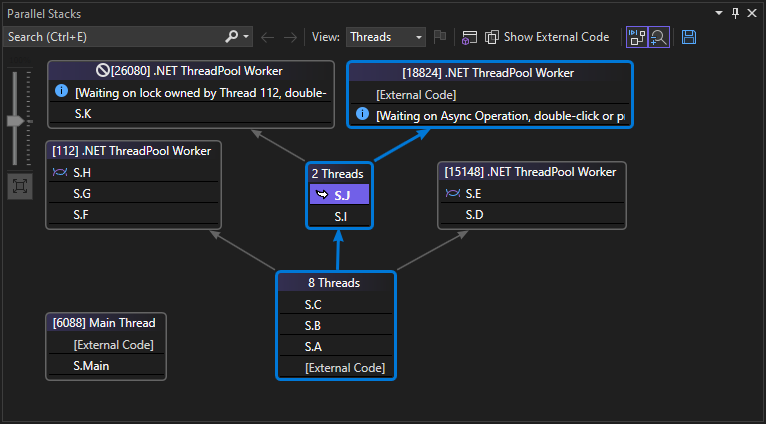 Parallel Stacks
Search (Ctrl+E)
View:
Threads
Show External Code
[26080] .NET ThreadPool Worker
[Waiting on lock owned by Thread 112, double-
S.K
[18824] .NET ThreadPool Worker
[External Code]
[Waiting on Async Operation, double-click or p
[112] .NET ThreadPool Worker
S.H
S.G
S.F
2 Threads
S.J
S.I
[15148] .NET ThreadPool Worker
S.E
S.D
8 Threads
S.C
S.B
S.A
[External Code]
[6088] Main Thread
[External Code]
S.Main